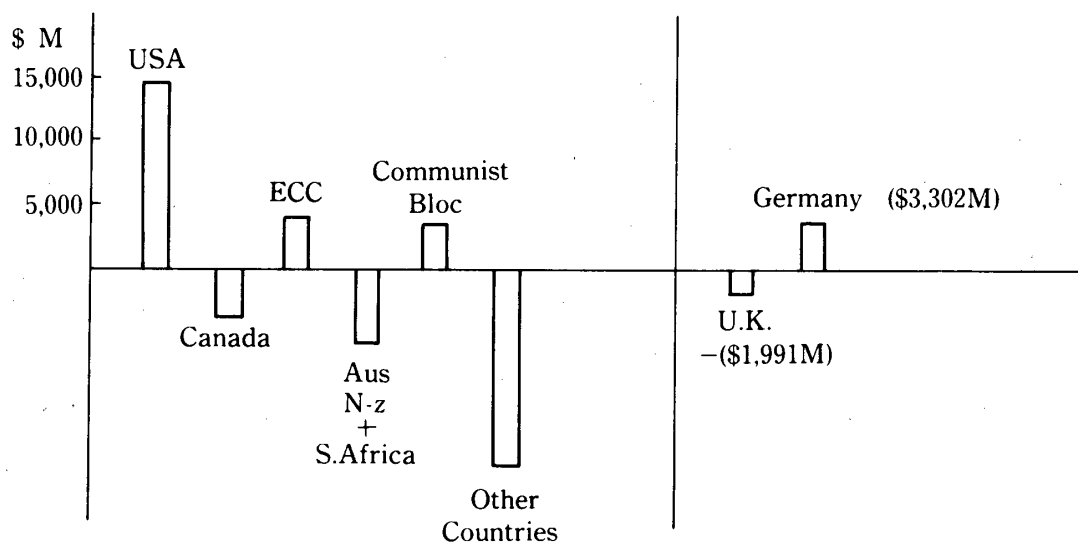 $ M
15,000
10,000
5,000
USA
Canada
ECC
Aus
N-z
+
S.Africa
Communist
Bloc
Other
Countries
U.K.
−($1,991M)
Germany ($3,302M)